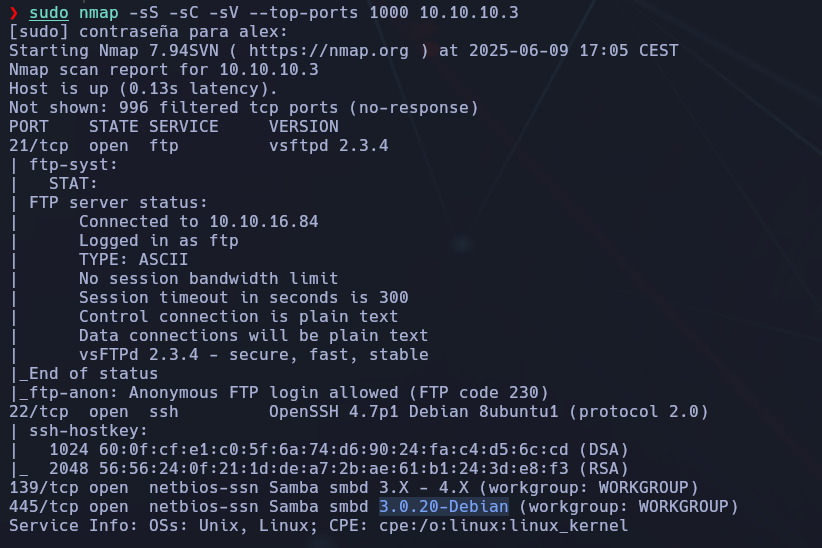 ❯ sudo nmap -sS -sC -sV --top-ports 1000 10.10.10.3
[sudo] contraseña para alex:
Starting Nmap 7.94SVN ( https://nmap.org ) at 2025-06-09 17:05 CEST
Nmap scan report for 10.10.10.3
Host is up (0.13s latency).
Not shown: 996 filtered tcp ports (no-response)
PORT    STATE SERVICE     VERSION
21/tcp  open  ftp         vsftpd 2.3.4
| ftp-syst:
|   STAT:
| FTP server status:
|      Connected to 10.10.16.84
|      Logged in as ftp
|      TYPE: ASCII
|      No session bandwidth limit
|      Session timeout in seconds is 300
|      Control connection is plain text
|      Data connections will be plain text
|      vsFTPd 2.3.4 - secure, fast, stable
|_End of status
|_ftp-anon: Anonymous FTP login allowed (FTP code 230)
22/tcp  open  ssh         OpenSSH 4.7p1 Debian 8ubuntu1 (protocol 2.0)
| ssh-hostkey:
|   1024 60:0f:cf:e1:c0:5f:6a:74:d6:90:24:fa:c4:d5:6c:cd (DSA)
|_  2048 56:56:24:0f:21:1d:de:a7:2b:ae:61:b1:24:3d:e8:f3 (RSA)
139/tcp open  netbios-ssn Samba smbd 3.X - 4.X (workgroup: WORKGROUP)
445/tcp open  netbios-ssn Samba smbd 3.0.20-Debian (workgroup: WORKGROUP)
Service Info: OSs: Unix, Linux; CPE: cpe:/o:linux:linux_kernel